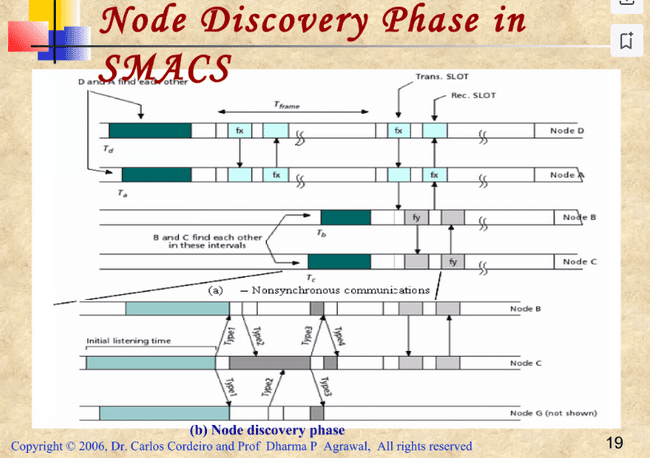 Node Discovery Phase in
SMACS
D and A find each other
Trans. SLOT
Rec. SLOT
Tframe
fx
fx
Node D
Td
fx
fx
Node A
Ta
fy
Node B
Tb
B and C find each other
in these intervals
fy
Node C
Tc
(a) – Nonsynchronous communications
Node B
Type1
Type2
Type3
Type4
Initial listening time
Node C
Type1
Type2
Type3
Node G (not shown)
(b) Node discovery phase
Copyright © 2006, Dr. Carlos Cordeiro and Prof Dharma P Agrawal, All rights reserved
19